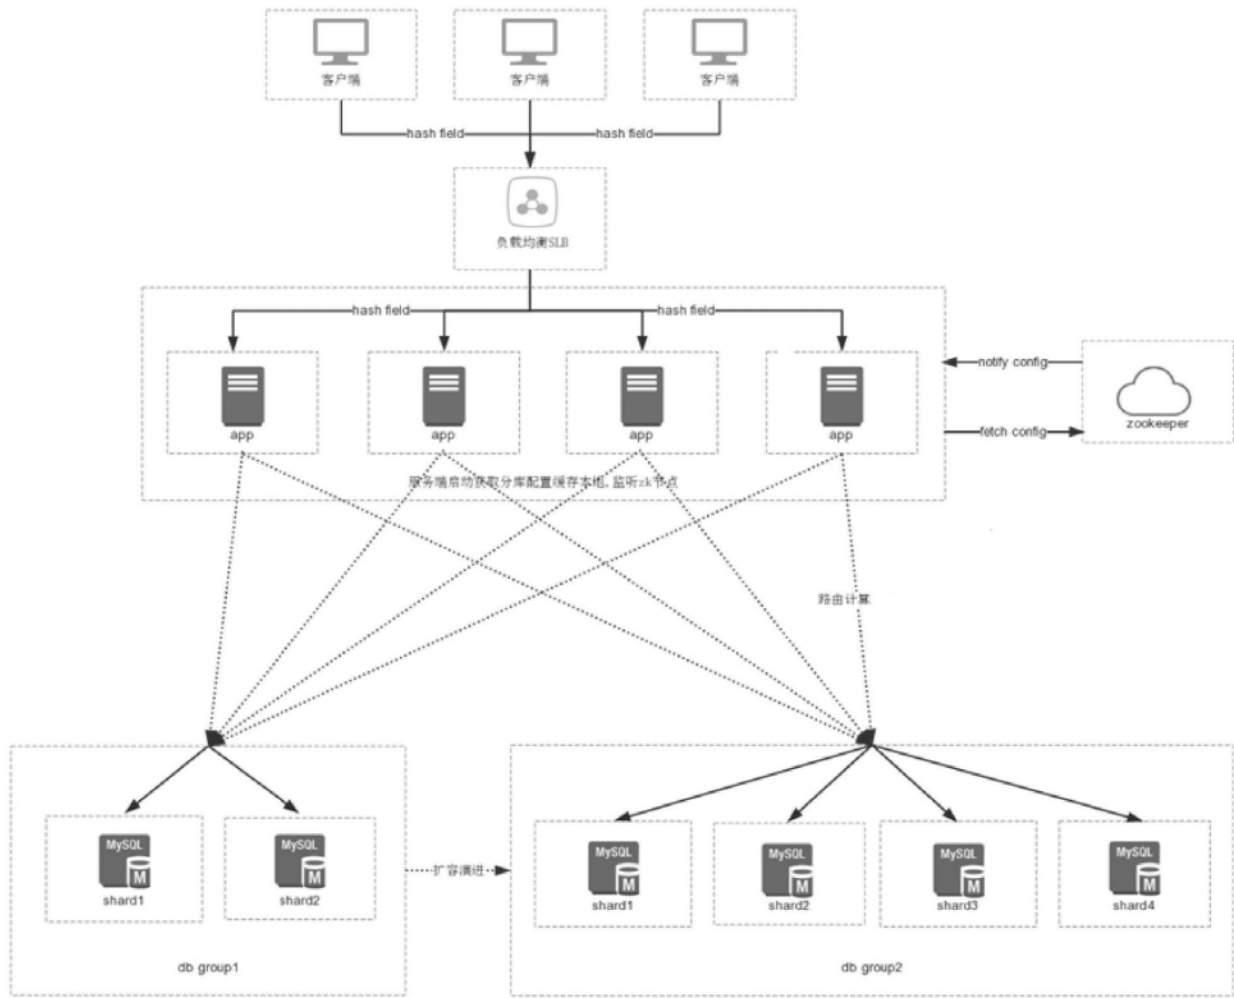 客户端
客户端
客户端
hash field
hash field
负载均衡SLB
hash field
hash field
app
app
app
app
notify config
fetch config
zookeeper
服务端启动获取分库配置缓存本地,监听zk节点
路由计算
MySQL
M
shard1
MySQL
M
shard2
扩容演进
MySQL
M
shard1
MySQL
M
shard2
MySQL
M
shard3
MySQL
M
shard4
db group1
db group2